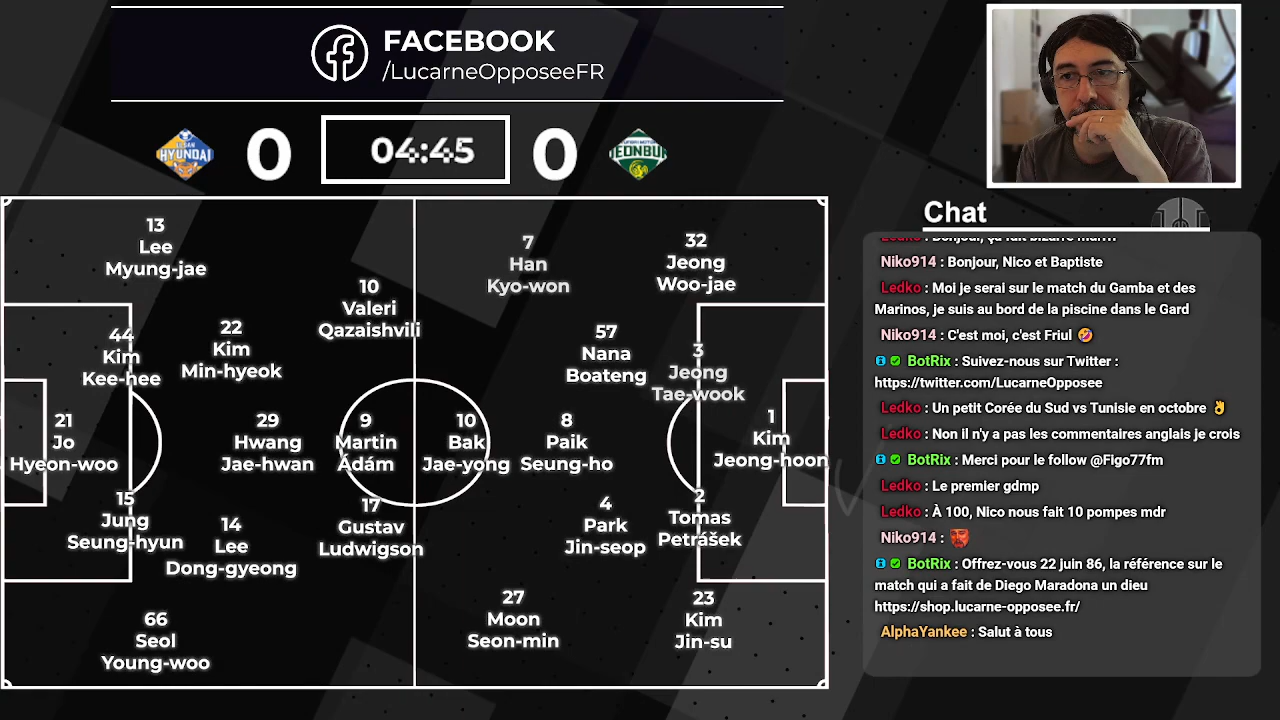 FACEBOOK
/LucarneOpposeeFR
HYUNDAI
0
04:45
0
13
Lee
Myung-jae
44
Kim
Kee-hee
22
Kim
Min-hyeok
10
Valeri
Qazaishvili
21
Jo
Hyeon-woo
29
Hwang
Jae-hwan
9
Martin
Ádám
15
Jung
Seung-hyun
14
Lee
Dong-gyeong
17
Gustav
Ludwigson
66
Seol
Young-woo
7
Han
Kyo-won
32
Jeong
Woo-jae
57
Nana
Boateng
3
Jeong
Tae-wook
10
Bak
Jae-yong
8
Paik
Seung-ho
1
Kim
Jeong-hoon
4
Park
Jin-seop
2
Tomas
Petrášek
27
Moon
Seon-min
23
Kim
Jin-su
Chat
Niko914 : Bonjour, Nico et Baptiste
Ledko : Moi je serai sur le match du Gamba et des
Marinos, je suis au bord de la piscine dans le Gard
Niko914 : C'est moi, c'est Friul 🤣
BotRix : Suivez-nous sur Twitter :
https://twitter.com/LucarneOpposee
Ledko : Un petit Corée du Sud vs Tunisie en octobre 👌
Ledko : Non il n'y a pas les commentaires anglais je crois
BotRix : Merci pour le follow @Figo77fm
Ledko : Le premier gdmp
Ledko : À 100, Nico nous fait 10 pompes mdr
Niko914 :
BotRix : Offrez-vous 22 juin 86, la référence sur le
match qui a fait de Diego Maradona un dieu
https://shop.lucarne-opposee.fr/
AlphaYankee : Salut à tous